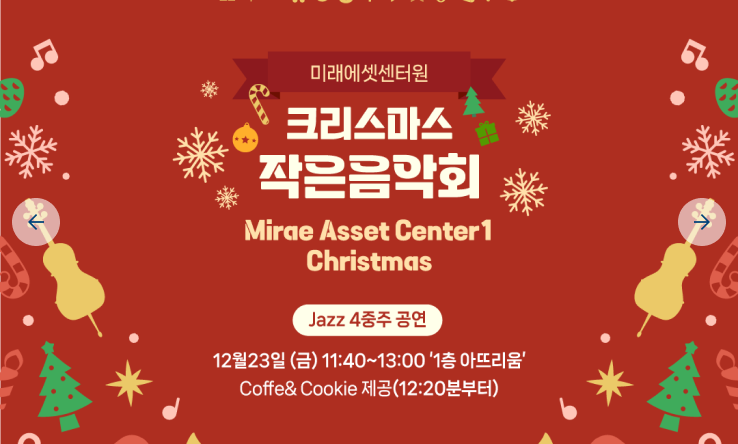 미래에셋센터원
크리스마스
작은음악회
Mirae Asset Center1
Christmas
Jazz 4중주 공연
12월23일 (금) 11:40~13:00 '1층 아뜨리움'
Coffe& Cookie 제공(12:20분부터)